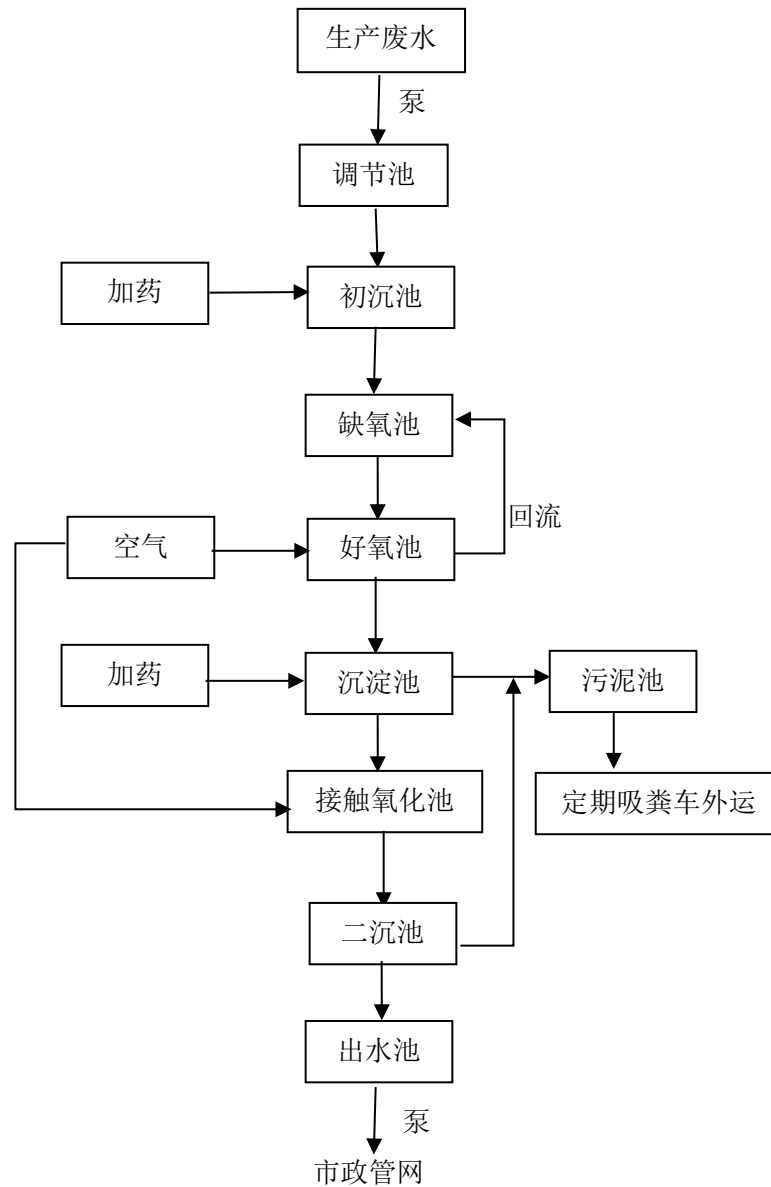 生产废水
泵
调节池
加药
初沉池
缺氧池
回流
空气
好氧池
加药
沉淀池
污泥池
接触氧化池
定期吸粪车外运
二沉池
出水池
泵
市政管网